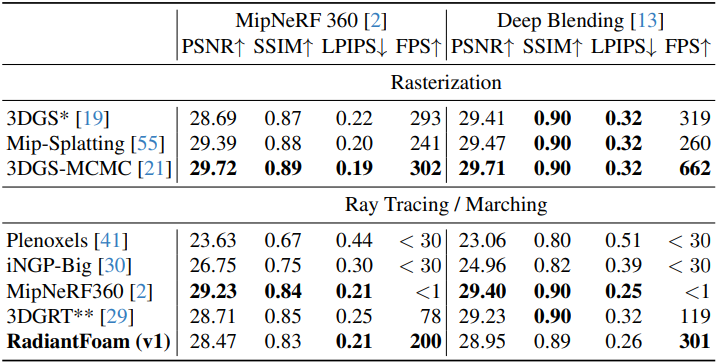 MipNeRF 360 [2] Deep Blending [13]
PSNR↑ SSIM↑ LPIPS↓ FPS↑ PSNR↑ SSIM↑ LPIPS↓ FPS↑
Rasterization
3DGS* [19] 28.69 0.87 0.22 293 29.41 0.90 0.32 319
Mip-Splatting [55] 29.39 0.88 0.20 241 29.47 0.90 0.32 260
3DGS-MCMC [21] 29.72 0.89 0.19 302 29.71 0.90 0.32 662
Ray Tracing / Marching
Plenoxels [41] 23.63 0.67 0.44 < 30 23.06 0.80 0.51 < 30
iNGP-Big [30] 26.75 0.75 0.30 < 30 24.96 0.82 0.39 < 30
MipNeRF360 [2] 29.23 0.84 0.21 <1 29.40 0.90 0.25 <1
3DGRT** [29] 28.71 0.85 0.25 78 29.23 0.90 0.32 119
RadiantFoam (v1) 28.47 0.83 0.21 200 28.95 0.89 0.26 301